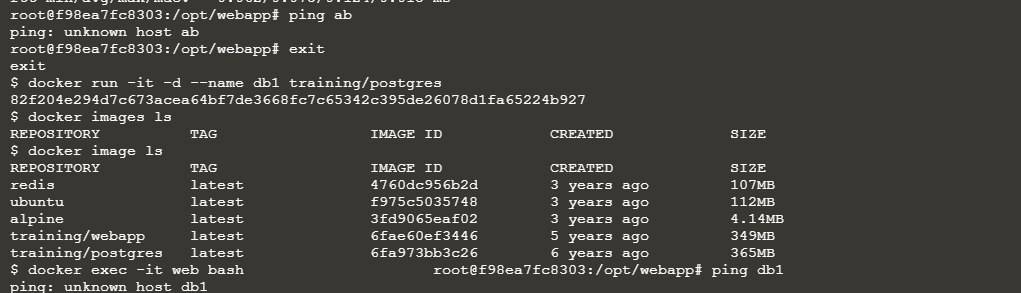 root@f98ea7fc8303:/opt/webapp# ping ab
ping: unknown host ab
root@f98ea7fc8303:/opt/webapp# exit
exit
$ docker run -it -d --name db1 training/postgres
82f204e294d7c673acea64bf7de3668fc7c65342c395de26078d1fa65224b927
$ docker images ls
REPOSITORY TAG IMAGE ID CREATED SIZE
$ docker image ls
REPOSITORY TAG IMAGE ID CREATED SIZE
redis latest 4760dc956b2d 3 years ago 107MB
ubuntu latest f975c5035748 3 years ago 112MB
alpine latest 3fd9065eaf02 3 years ago 4.14MB
training/webapp latest 6fae60ef3446 5 years ago 349MB
training/postgres latest 6fa973bb3c26 6 years ago 365MB
$ docker exec -it web bash root@f98ea7fc8303:/opt/webapp# ping db1
ping: unknown host db1